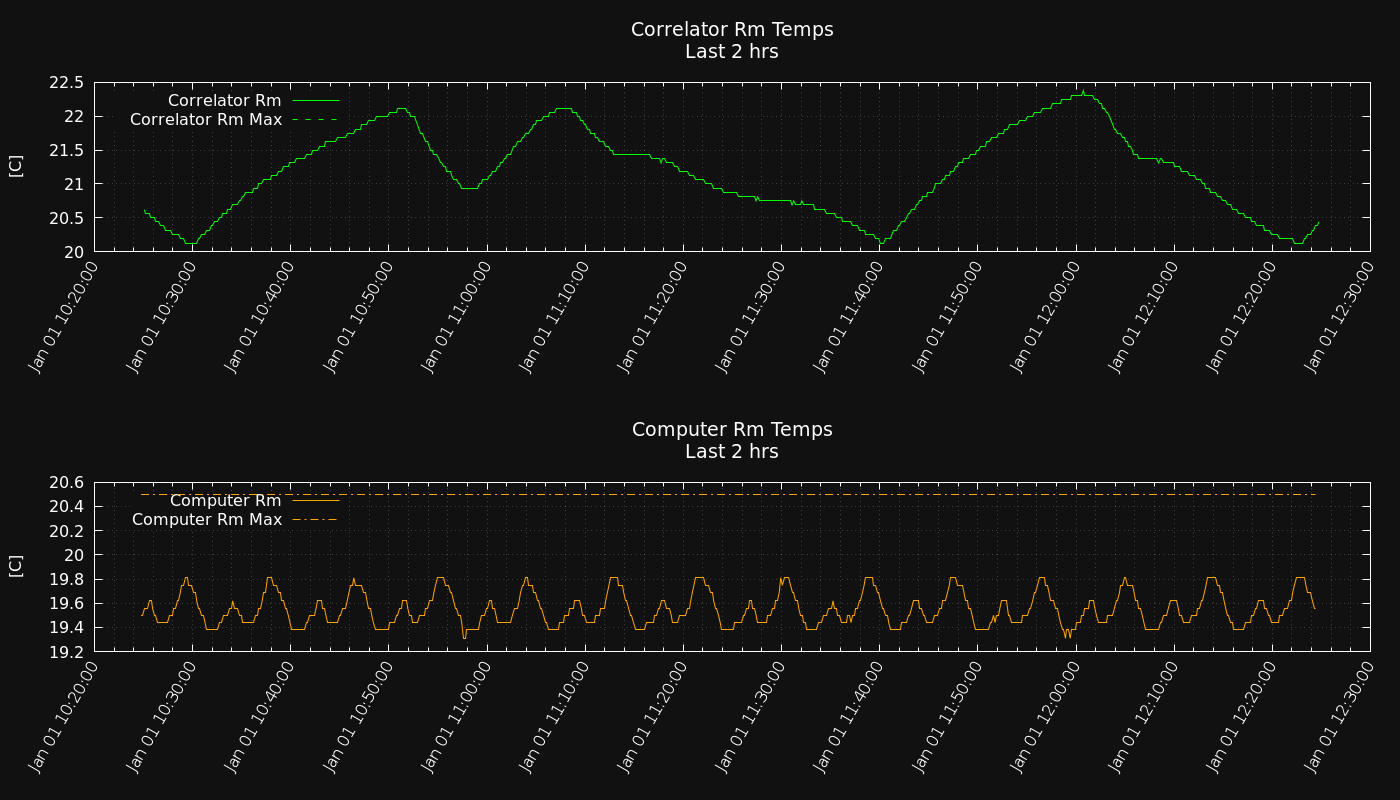 Correlator Rm Temps
Last 2 hrs
22.5
22
21.5
21
20.5
20
[C]
Correlator Rm
Correlator Rm Max
Jan 01 10:20:00
Jan 01 10:30:00
Jan 01 10:40:00
Jan 01 10:50:00
Jan 01 11:00:00
Jan 01 11:10:00
Jan 01 11:20:00
Jan 01 11:30:00
Jan 01 11:40:00
Jan 01 11:50:00
Jan 01 12:00:00
Jan 01 12:10:00
Jan 01 12:20:00
Jan 01 12:30:00
Computer Rm Temps
Last 2 hrs
20.6
20.4
20.2
20
19.8
19.6
19.4
19.2
[C]
Computer Rm
Computer Rm Max
Jan 01 10:20:00
Jan 01 10:30:00
Jan 01 10:40:00
Jan 01 10:50:00
Jan 01 11:00:00
Jan 01 11:10:00
Jan 01 11:20:00
Jan 01 11:30:00
Jan 01 11:40:00
Jan 01 11:50:00
Jan 01 12:00:00
Jan 01 12:10:00
Jan 01 12:20:00
Jan 01 12:30:00